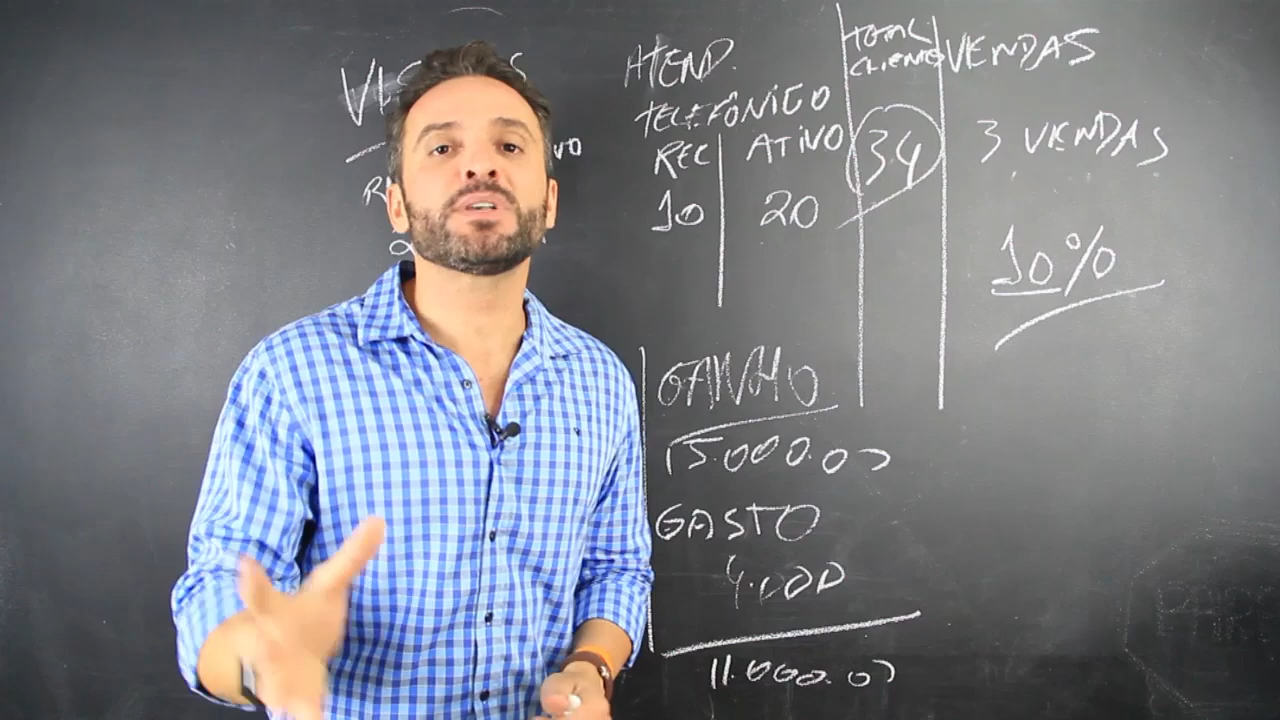 ATEND.
TELEFÔNICO
REC ATIVO
10 20
TOTAL
CLIENTE
34
VENDAS
3 VENDAS
10%
GANHO
15.000.00
GASTO
4.000
11.000.00